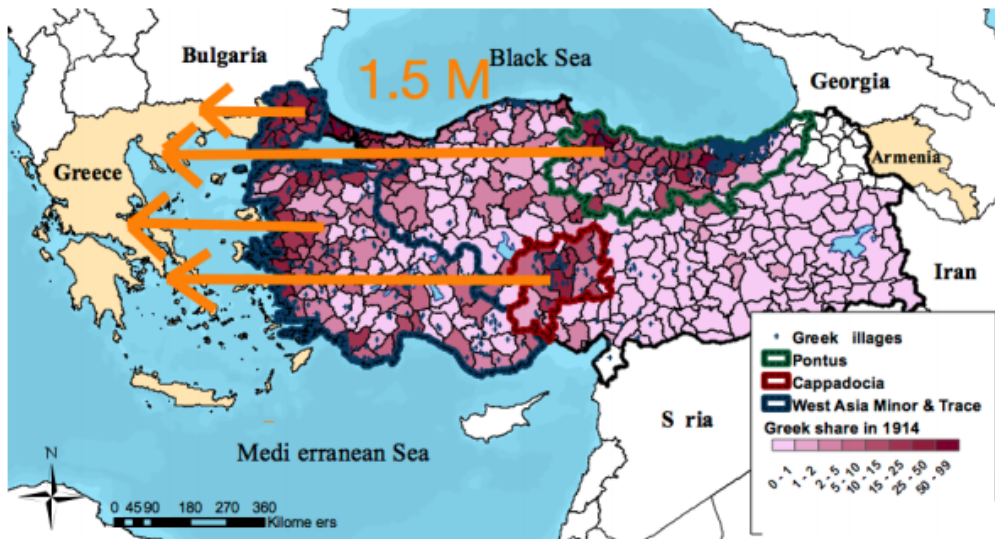 Bulgaria
Black Sea
1.5 M
Georgia
Greece
Armenia
Iran
Greek illages
Pontus
Cappadocia
West Asia Minor & Trace
Greek share in 1914
0 - 1
1 - 2
2 - 5
5 - 10
10 - 15
15 - 25
25 - 50
50 - 99
S ria
Medi erranean Sea
N
0 45 90 180 270 360
Kilome ers